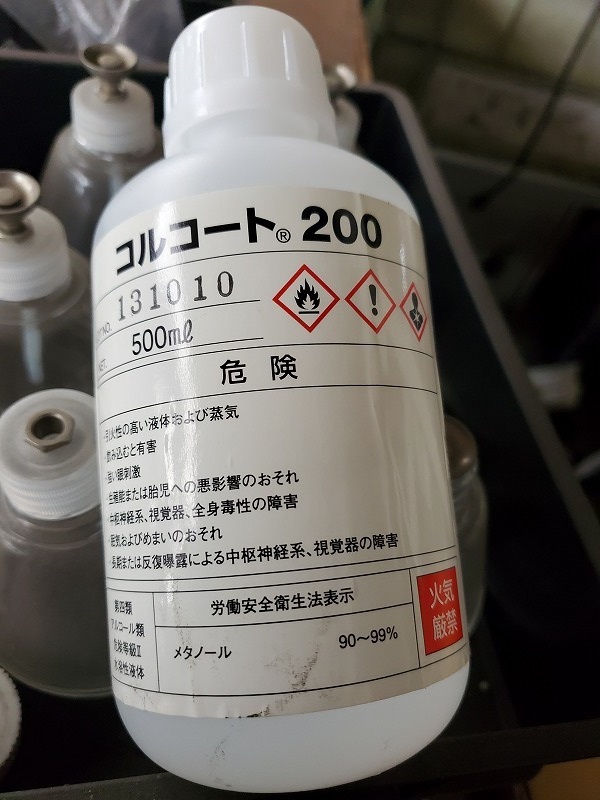 コルコート® 200
NO. 131010
NET. 500㎖
危険
引火性の高い液体および蒸気
飲み込むと有害
強い眼刺激
生殖能または胎児への悪影響のおそれ
・中枢神経系、視覚器、全身毒性の障害
・眠気およびめまいのおそれ
・長期または反復曝露による中枢神経系、視覚器の障害
第四類
アルコール類
危険等級Ⅱ
水溶性液体
労働安全衛生法表示
メタノール 90～99%
火気
厳禁